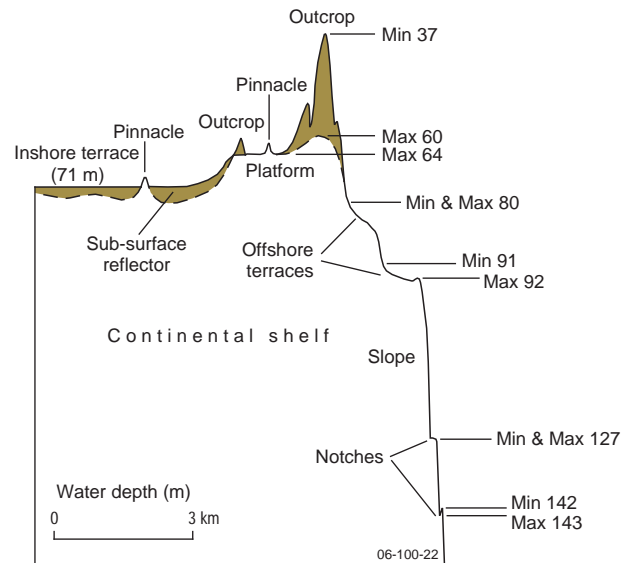 Outcrop
Min 37
Pinnacle
Pinnacle
Outcrop
Max 60
Inshore terrace
(71 m)
Max 64
Platform
Min & Max 80
Sub-surface
reflector
Offshore
terraces
Min 91
Max 92
Continental shelf
Slope
Min & Max 127
Notches
Water depth (m)
Min 142
0
3 km
Max 143
06-100-22